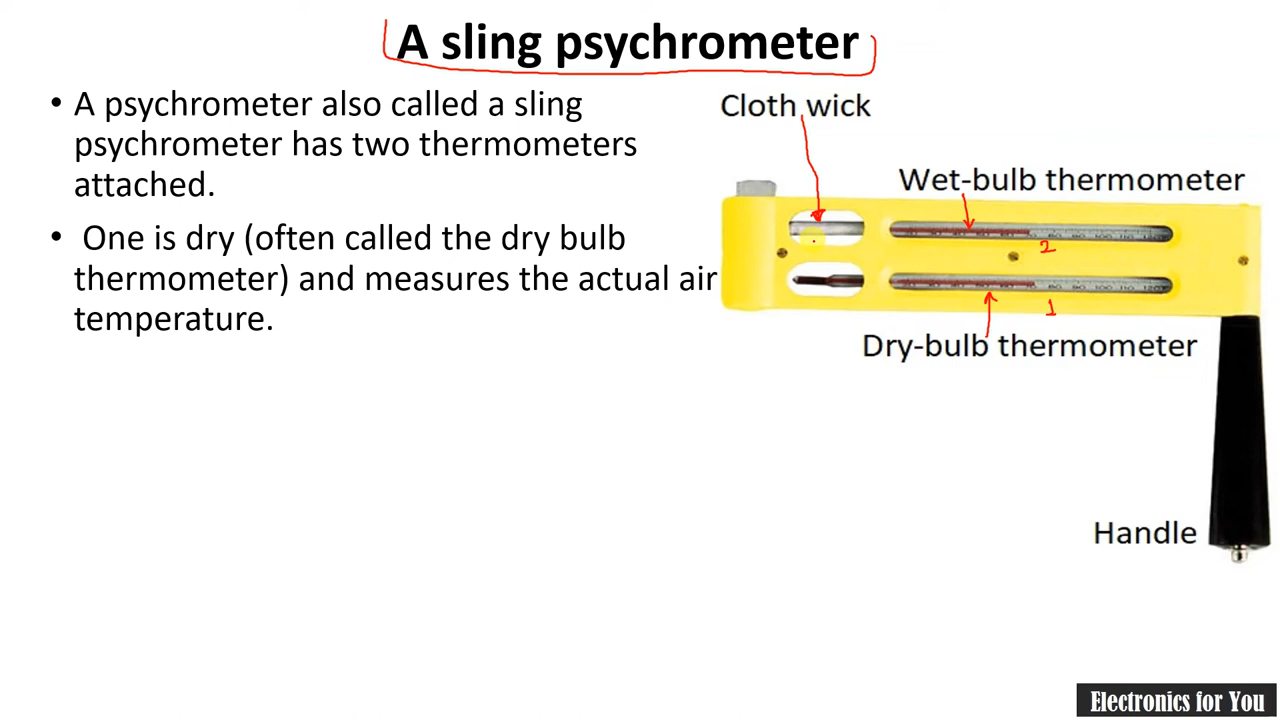 A sling psychrometer
• A psychrometer also called a sling
psychrometer has two thermometers
attached.
• One is dry (often called the dry bulb
thermometer) and measures the actual air
temperature.
Cloth wick
Wet-bulb thermometer
2
1
Dry-bulb thermometer
Handle
Electronics for You